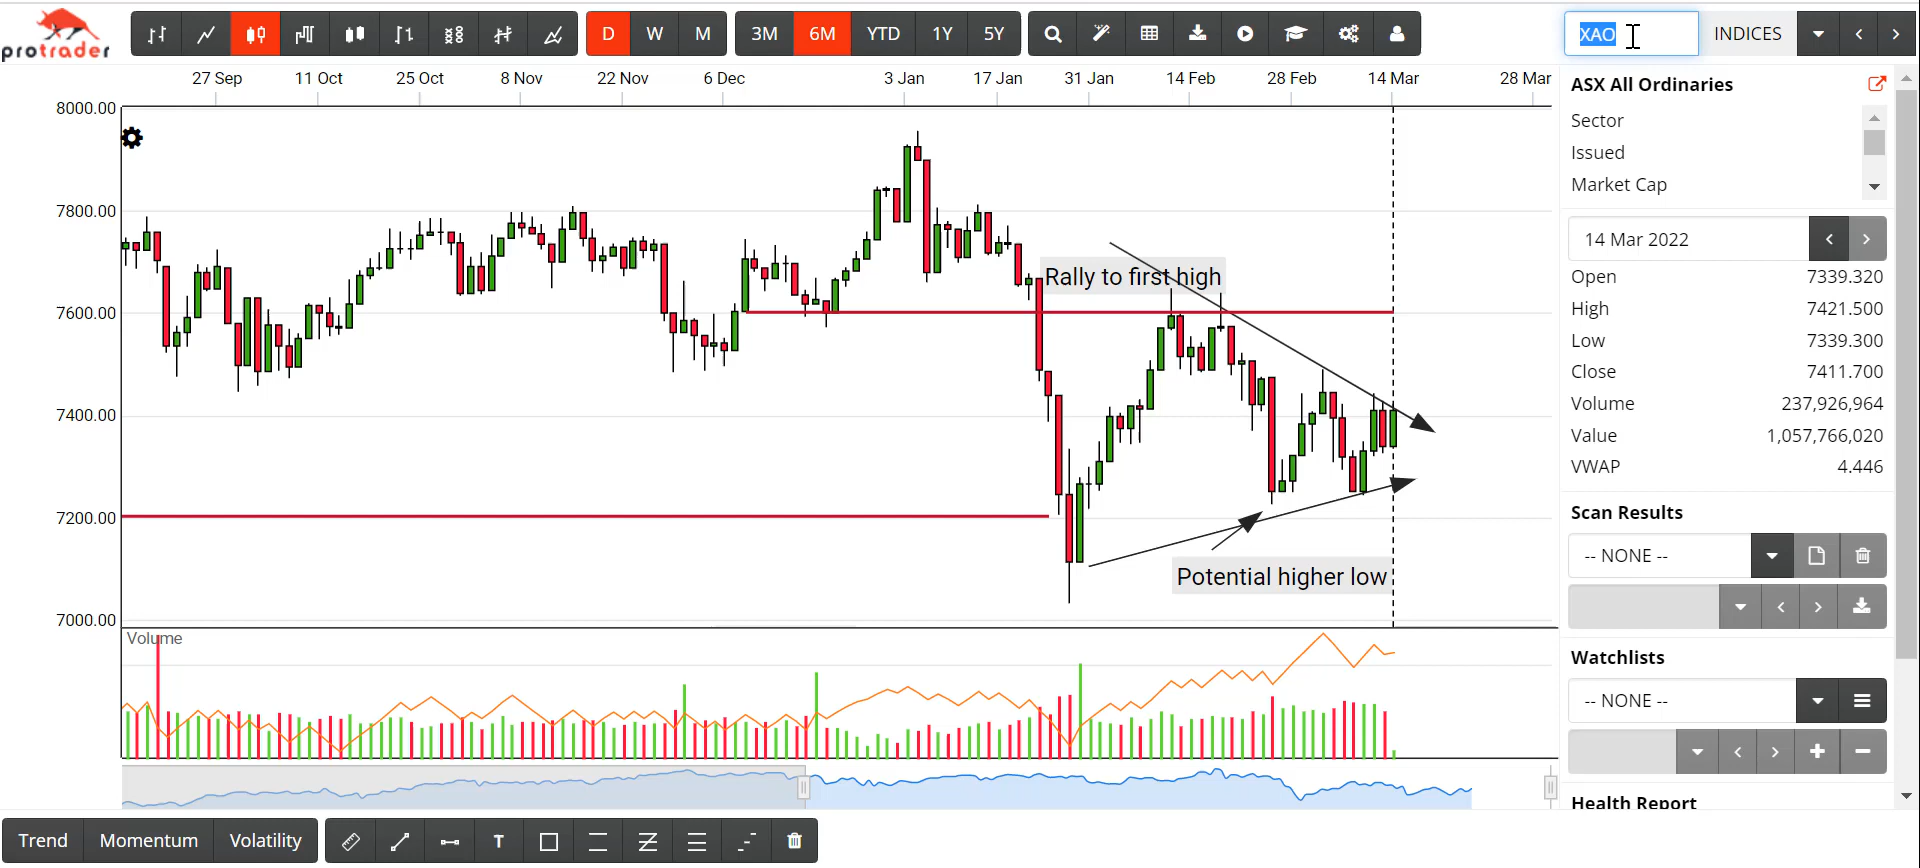 protrader
D W M
3M 6M YTD 1Y 5Y
XAO
INDICES
27 Sep 11 Oct 25 Oct 8 Nov 22 Nov 6 Dec 3 Jan 17 Jan 31 Jan 14 Feb 28 Feb 14 Mar 28 Mar
8000.00
7800.00
7600.00
7400.00
7200.00
7000.00
Rally to first high
Potential higher low
Volume
ASX All Ordinaries
Sector
Issued
Market Cap
14 Mar 2022
Open 7339.320
High 7421.500
Low 7339.300
Close 7411.700
Volume 237,926,964
Value 1,057,766,020
VWAP 4.446
Scan Results
-- NONE --
Watchlists
-- NONE --
Health Report
Trend Momentum Volatility
T